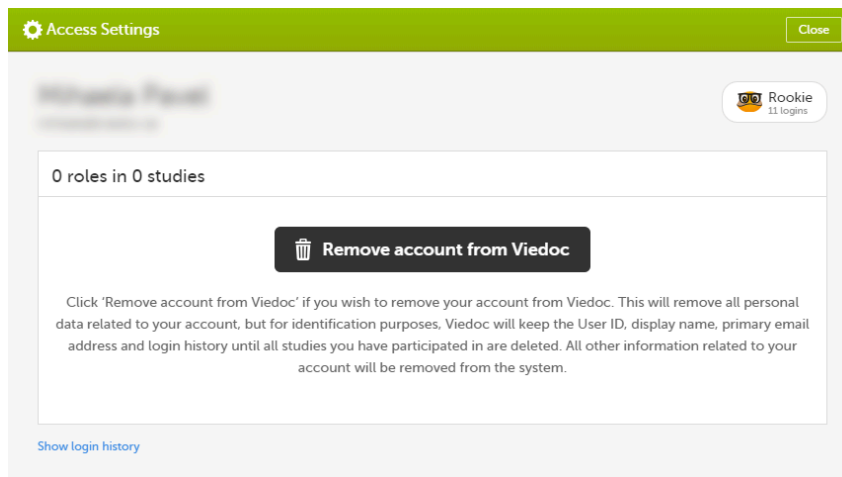 Access Settings
Close
Rookie
11 logins
0 roles in 0 studies
Remove account from Viedoc
Click ‘Remove account from Viedoc’ if you wish to remove your account from Viedoc. This will remove all personal
data related to your account, but for identification purposes, Viedoc will keep the User ID, display name, primary email
address and login history until all studies you have participated in are deleted. All other information related to your
account will be removed from the system.
Show login history